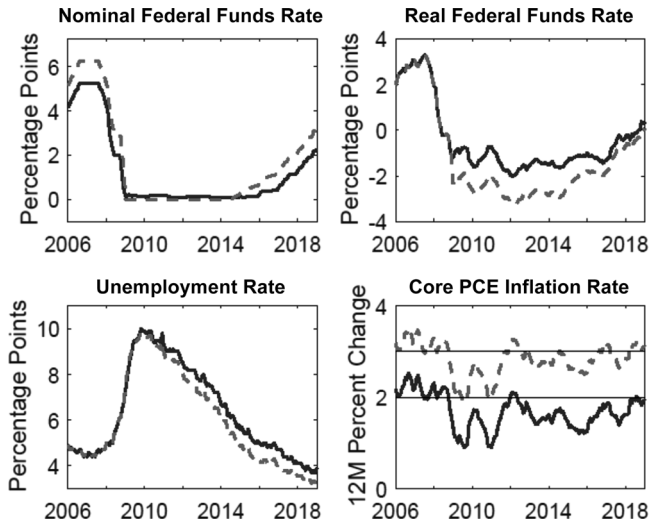 Nominal Federal Funds Rate
Percentage Points
6
4
2
0
2006 2010 2014 2018
Real Federal Funds Rate
Percentage Points
4
2
0
-2
-4
2006 2010 2014 2018
Unemployment Rate
Percentage Points
10
8
6
4
2006 2010 2014 2018
Core PCE Inflation Rate
12M Percent Change
4
2
0
2006 2010 2014 2018